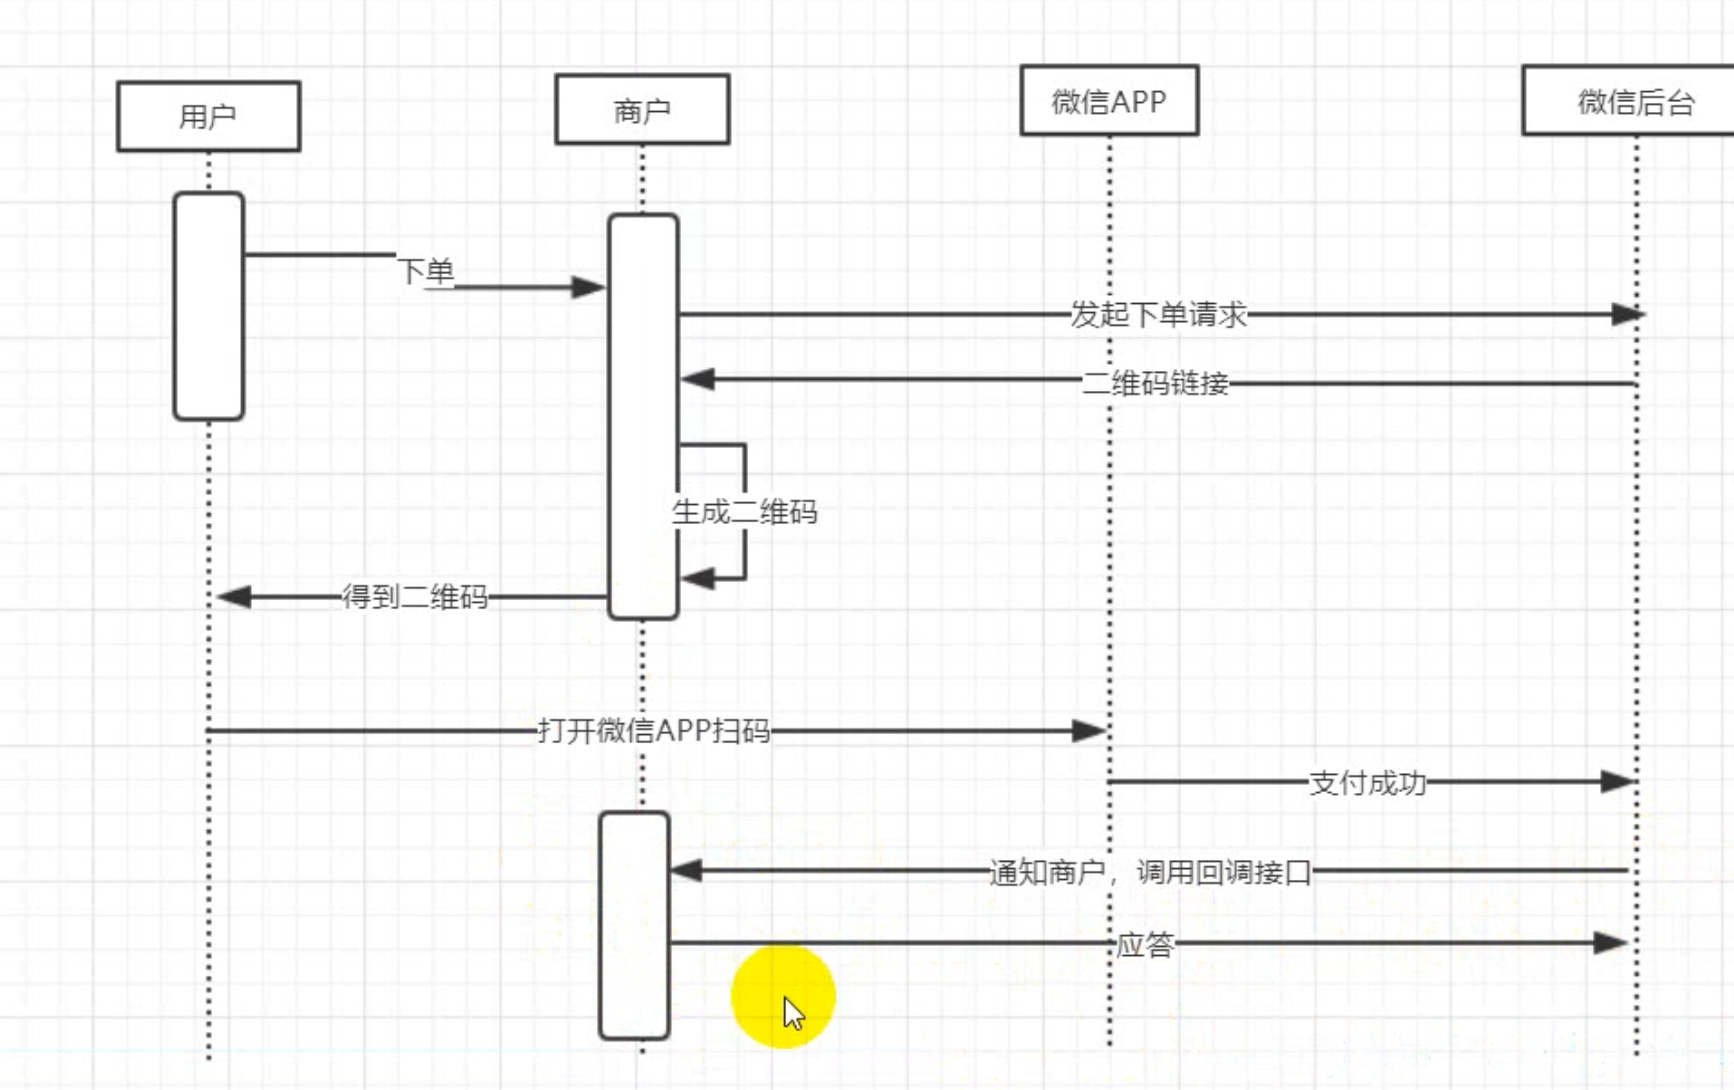 用户
商户
微信APP
微信后台
下单
发起下单请求
二维码链接
生成二维码
得到二维码
打开微信APP扫码
支付成功
通知商户，调用回调接口
应答